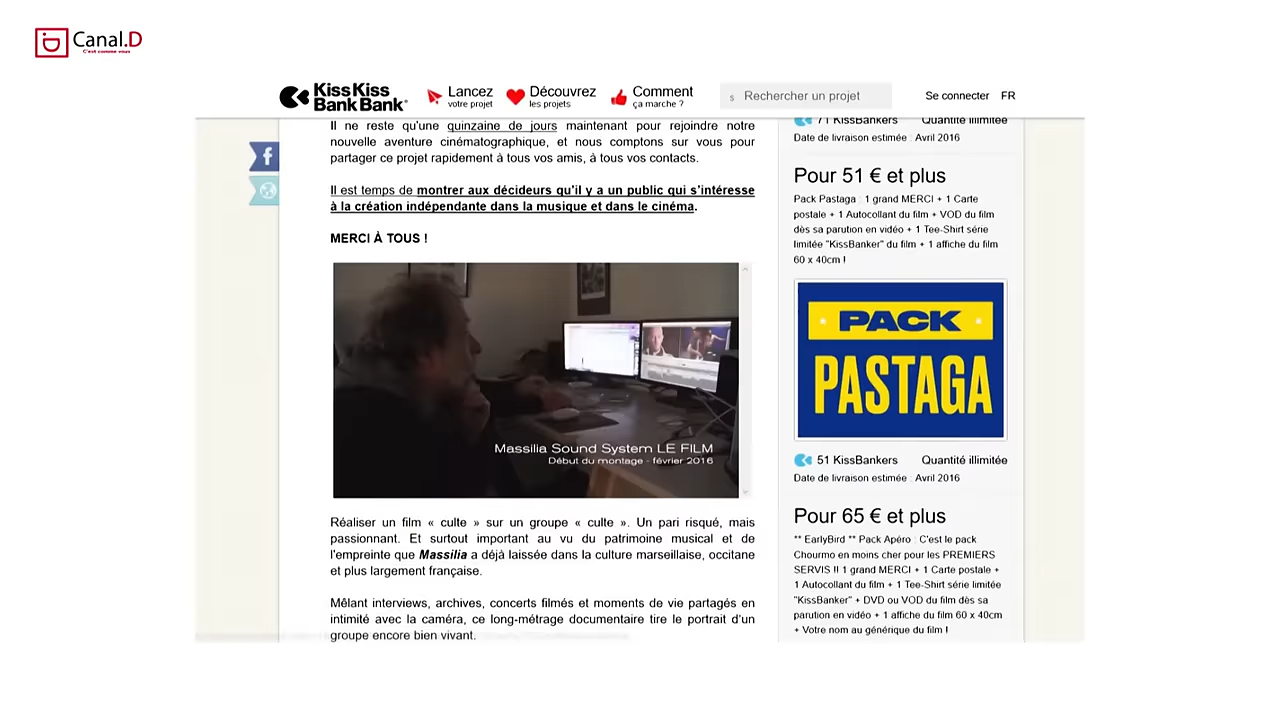 Canal.D
C'est comme vous
KissKiss
BankBank
Lancez
votre projet
Découvrez
les projets
Comment
ça marche ?
s Rechercher un projet
Se connecter FR
Il ne reste qu'une quinzaine de jours maintenant pour rejoindre notre
nouvelle aventure cinématographique, et nous comptons sur vous pour
partager ce projet rapidement à tous vos amis, à tous vos contacts.
Il est temps de montrer aux décideurs qu'il y a un public qui s'intéresse
à la création indépendante dans la musique et dans le cinéma.
MERCI À TOUS !
Massilia Sound System LE FILM
Début du montage - février 2016
Réaliser un film « culte » sur un groupe « culte ». Un pari risqué, mais
passionnant. Et surtout important au vu du patrimoine musical et de
l'empreinte que Massilia a déjà laissée dans la culture marseillaise, occitane
et plus largement française.
Mêlant interviews, archives, concerts filmés et moments de vie partagés en
intimité avec la caméra, ce long-métrage documentaire tire le portrait d'un
groupe encore bien vivant.
71 KissBankers Quantité illimitée
Date de livraison estimée : Avril 2016
Pour 51 € et plus
Pack Pastaga : 1 grand MERCI + 1 Carte
postale + 1 Autocollant du film + VOD du film
dès sa parution en vidéo + 1 Tee-Shirt série
limitée "KissBanker" du film + 1 affiche du film
60 x 40cm !
PACK
PASTAGA
51 KissBankers Quantité illimitée
Date de livraison estimée : Avril 2016
Pour 65 € et plus
** EarlyBird ** Pack Apéro : C'est le pack
Chourmo en moins cher pour les PREMIERS
SERVIS !! 1 grand MERCI + 1 Carte postale +
1 Autocollant du film + 1 Tee-Shirt série limitée
"KissBanker" + DVD ou VOD du film dès sa
parution en vidéo + 1 affiche du film 60 x 40cm
+ Votre nom au générique du film !